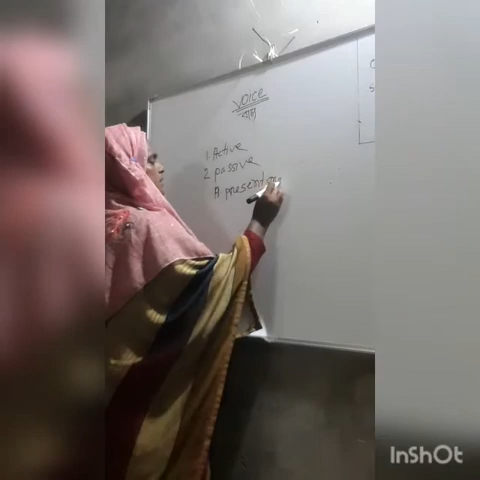 voice
বাচ্য
1 Active
2 passive
A present
InShOt